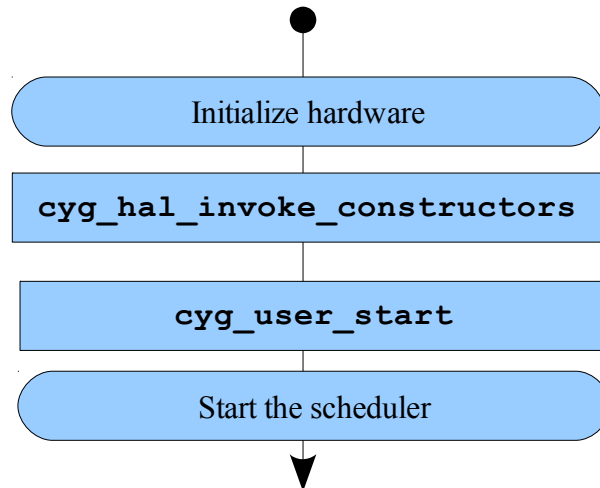 Initialize hardware
cyg_hal_invoke_constructors
cyg_user_start
Start the scheduler